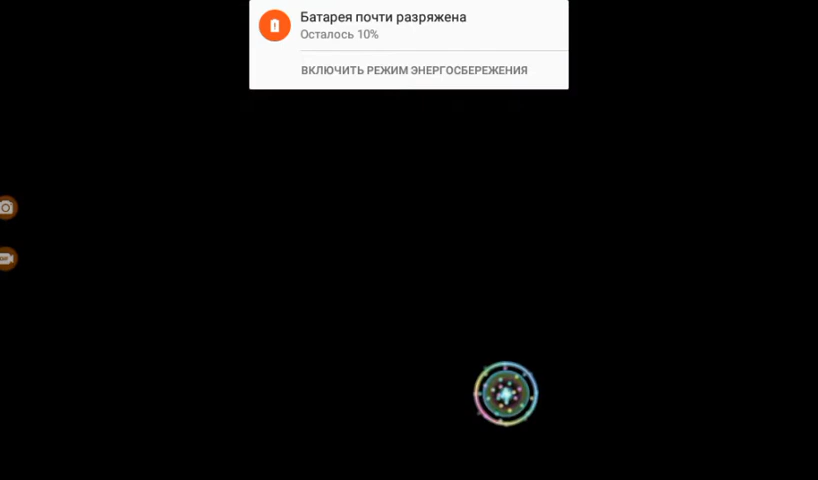 Батарея почти разряжена
Осталось 10%
ВКЛЮЧИТЬ РЕЖИМ ЭНЕРГОСБЕРЕЖЕНИЯ